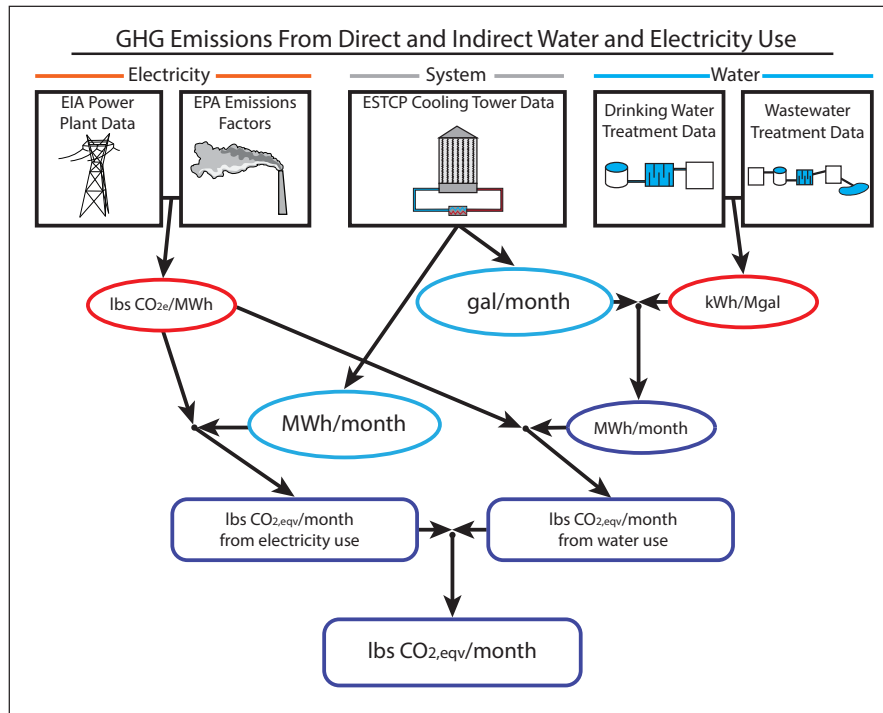 GHG Emissions From Direct and Indirect Water and Electricity Use
Electricity
System
Water
EIA Power
Plant Data
EPA Emissions
Factors
ESTCP Cooling Tower Data
Drinking Water
Treatment Data
Wastewater
Treatment Data
lbs CO2e/MWh
gal/month
kWh/Mgal
MWh/month
MWh/month
lbs CO2,eqv/month
from electricity use
lbs CO2,eqv/month
from water use
lbs CO2,eqv/month